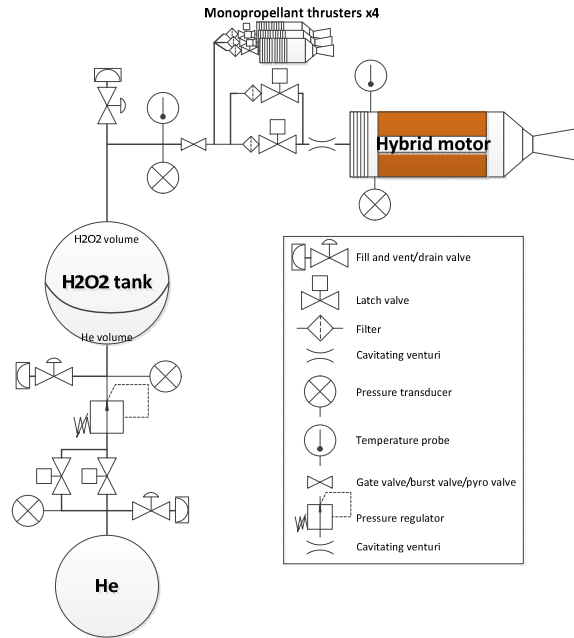 Monopropellant thrusters x4
Hybrid motor
H2O2 volume
H2O2 tank
He volume
He
Fill and vent/drain valve
Latch valve
Filter
Cavitating venturi
Pressure transducer
Temperature probe
Gate valve/burst valve/pyro valve
Pressure regulator
Cavitating venturi